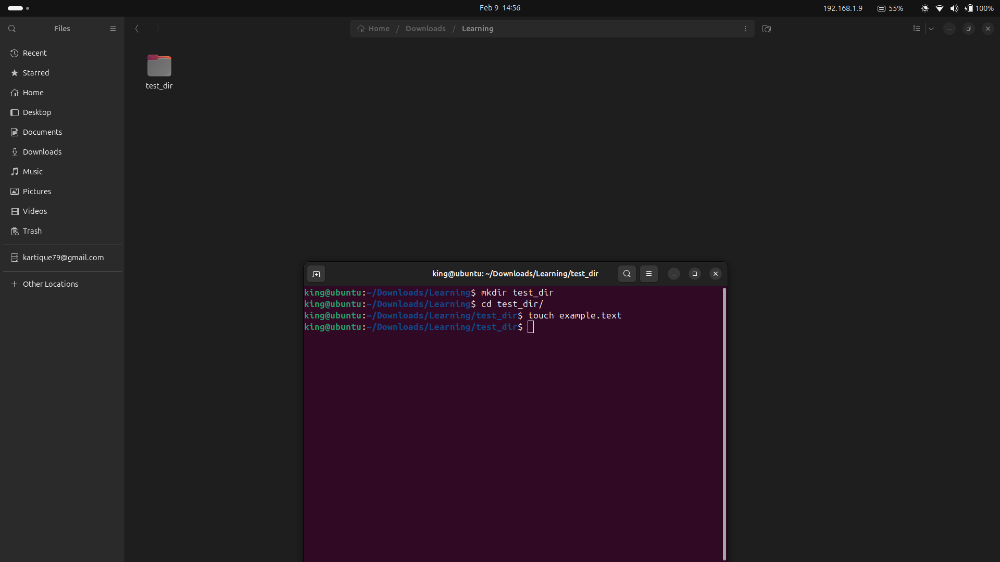 Feb 9 14:56
192.168.1.9 55% 100%
Files
Home / Downloads / Learning
Recent
Starred
Home
Desktop
Documents
Downloads
Music
Pictures
Videos
Trash
kartique79@gmail.com
+ Other Locations
test_dir
king@ubuntu: ~/Downloads/Learning/test_dir
king@ubuntu:~/Downloads/Learning$ mkdir test_dir
king@ubuntu:~/Downloads/Learning$ cd test_dir/
king@ubuntu:~/Downloads/Learning/test_dir$ touch example.text
king@ubuntu:~/Downloads/Learning/test_dir$